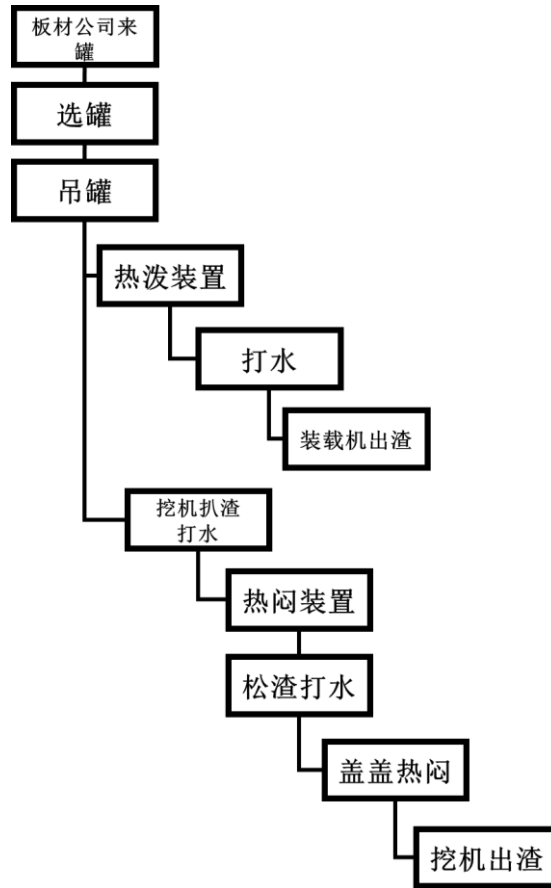 板材公司来
罐
选罐
吊罐
热泼装置
打水
装载机出渣
挖机扒渣
打水
热闷装置
松渣打水
盖盖热闷
挖机出渣